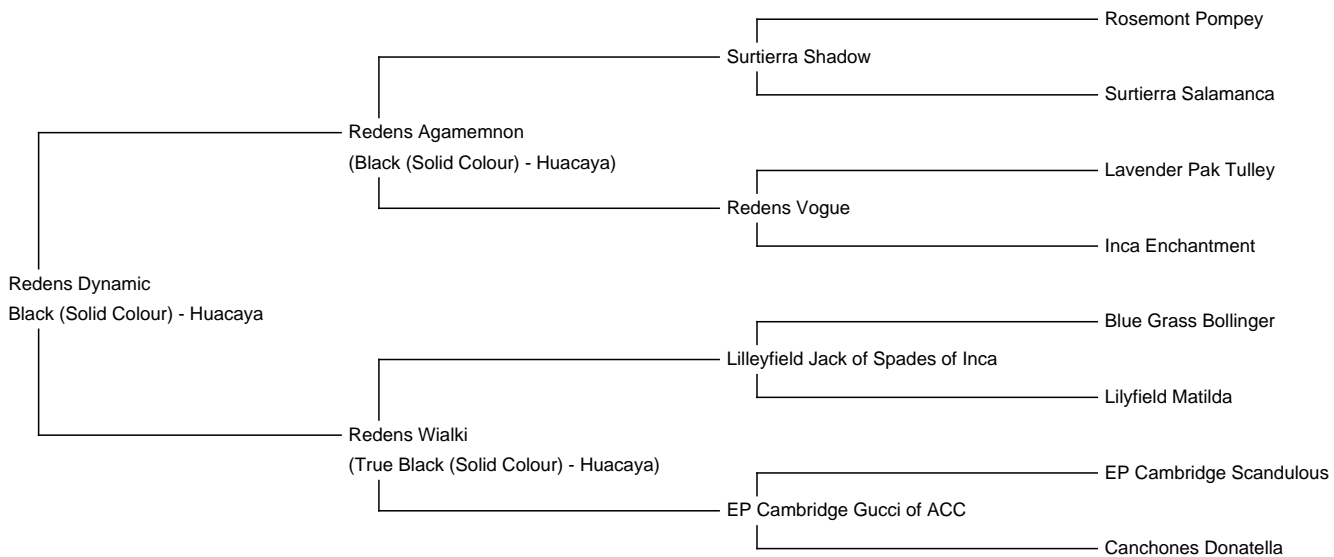 Rosemont Pompey
Surtierra Shadow
Surtierra Salamanca
Redens Agamemnon
(Black (Solid Colour) - Huacaya)
Lavender Pak Tulley
Redens Vogue
Inca Enchantment
Redens Dynamic
Black (Solid Colour) - Huacaya
Blue Grass Bollinger
Lilleyfield Jack of Spades of Inca
Lilyfield Matilda
Redens Wialki
(True Black (Solid Colour) - Huacaya)
EP Cambridge Scandulous
EP Cambridge Gucci of ACC
Canchones Donatella